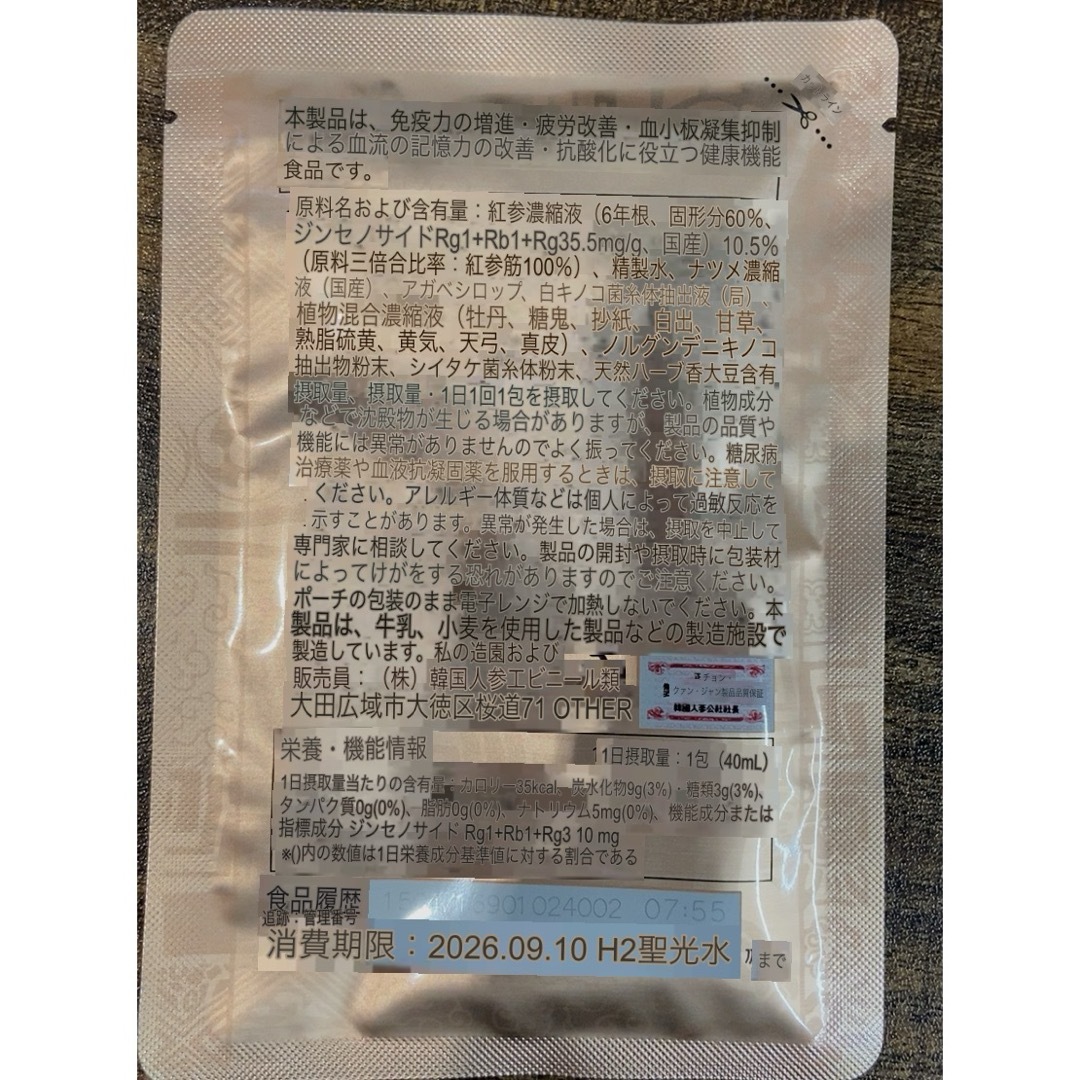 カットライン
本製品は、免疫力の増進・疲労改善・血小板凝集抑制
による血流の記憶力の改善・抗酸化に役立つ健康機能
食品です。
原料名および含有量：紅参濃縮液（6年根、固形分60％、
ジンセノサイドRg1+Rb1+Rg35.5mg/g、国産）10.5%
（原料三倍合比率：紅参筋100%）、精製水、ナツメ濃縮
液（国産）、アガベシロップ、白キノコ菌糸体抽出液（局）、
植物混合濃縮液（牡丹、糖鬼、抄紙、白出、甘草、
熟脂硫黄、黄気、天弓、真皮）、ノルグンデニキノコ
抽出物粉末、シイタケ菌糸体粉末、天然ハーブ香大豆含有
摂取量、摂取量・1日1回1包を摂取してください。植物成分
などで沈殿物が生じる場合がありますが、製品の品質や
機能には異常がありませんのでよく振ってください。糖尿病
治療薬や血液抗凝固薬を服用するときは、摂取に注意して
．ください。アレルギー体質などは個人によって過敏反応を
．示すことがあります。異常が発生した場合は、摂取を中止して
専門家に相談してください。製品の開封や摂取時に包装材
によってけがをする恐れがありますのでご注意ください。
ポーチの包装のまま電子レンジで加熱しないでください。本
製品は、牛乳、小麦を使用した製品などの製造施設で
製造しています。私の造園および
販売員：（株）韓国人参エビニール類
大田広域市大徳区桜道71 OTHER
チョン・
クァン・ジャン製品品質保証
韓國人蔘公社社長
栄養・機能情報
1日摂取量：1包（40mL）
1日摂取量当たりの含有量：カロリー35kcal、炭水化物9g(3%)・糖類3g(3%)、
タンパク質0g(0%)、脂肪0g(0%)、ナトリウム5mg(0%)、機能成分または
指標成分 ジンセノサイド Rg1+Rb1+Rg3 10 mg
※()内の数値は1日栄養成分基準値に対する割合である
食品履歴
追跡：管理番号
901024002 07:55
消費期限：2026.09.10 H2聖光水
まで